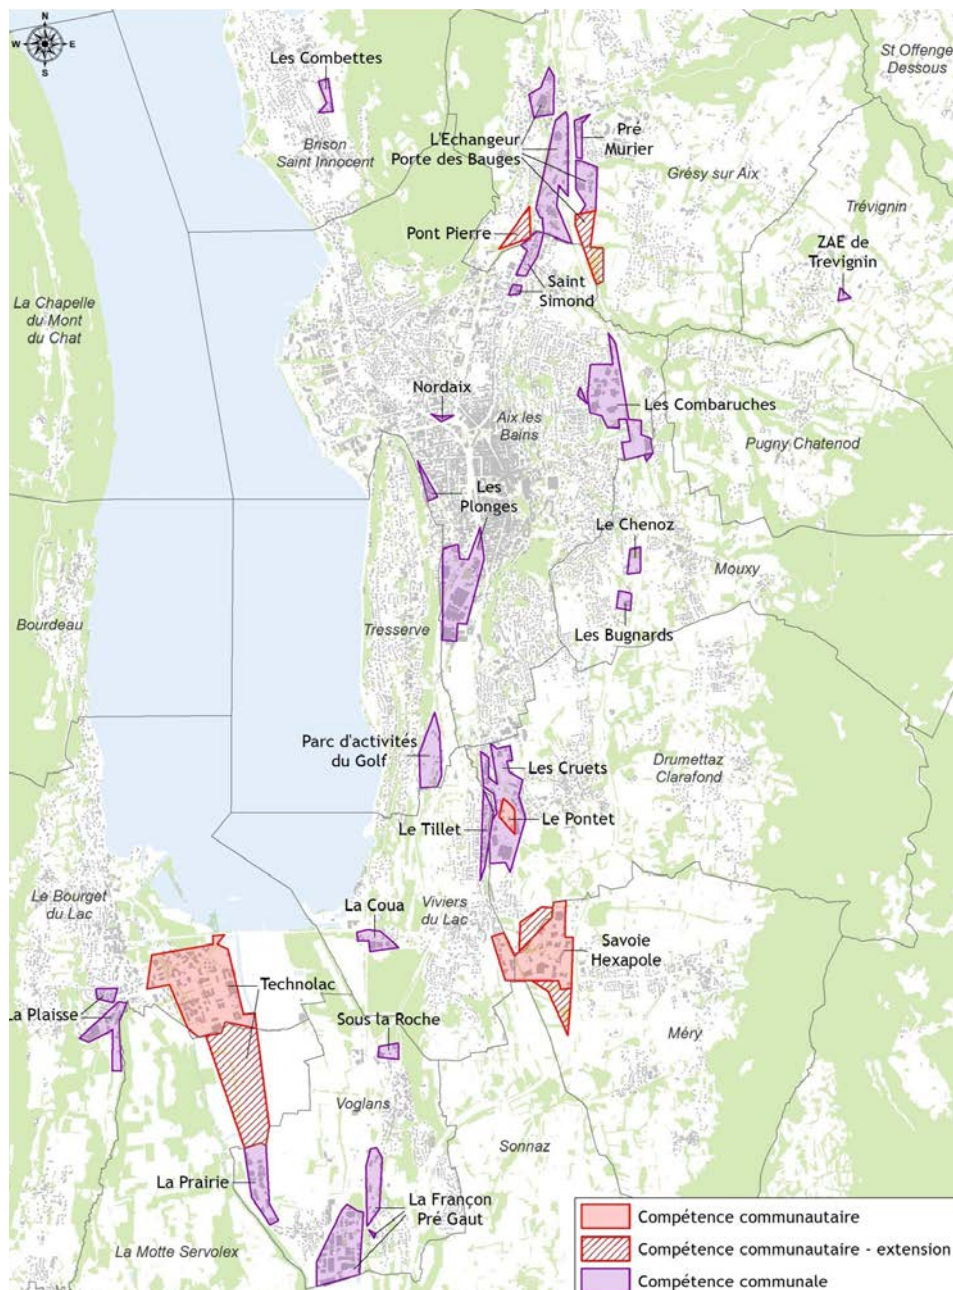 N
W
E
S
Les Combettes
St Offenge
Dessous
Brison
Saint Innocent
L'Echangeur
Porte des Bauges
Pré
Murier
Grésy sur Aix
Trévignin
Pont Pierre
ZAE de
Trevignin
Saint
Simond
La Chapelle
du Mont
du Chat
Nordaix
Aix les
Bains
Les Combaruches
Pugny Chatenod
Les
Plonges
Le Chenoz
Mouxy
Bourdeau
Tresserve
Les Bugnards
Parc d'activités
du Golf
Les Cruets
Drumettaz
Clarafond
Le Tillet
Le Pontet
Le Bourget
du Lac
La Coua
Viviers
du Lac
Savoie
Hexapole
Technolac
La Plaisse
Sous la Roche
Méry
Voglans
Sonnaz
La Prairie
La Françon
Pré Gaut
La Motte Servolex
Compétence communautaire
Compétence communautaire - extension
Compétence communale